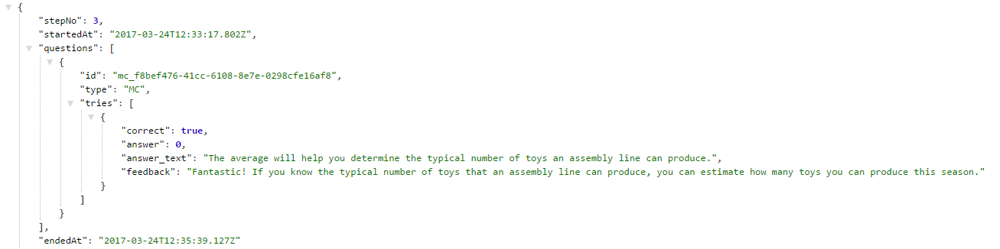 {
"stepNo": 3,
"startedAt": "2017-03-24T12:33:17.802Z",
"questions": [
{
"id": "mc_f8bef476-41cc-6108-8e7e-0298cfe16af8",
"type": "MC",
"tries": [
{
"correct": true,
"answer": 0,
"answer_text": "The average will help you determine the typical number of toys an assembly line can produce.",
"feedback": "Fantastic! If you know the typical number of toys that an assembly line can produce, you can estimate how many toys you can produce this season."
}
]
}
],
"endedAt": "2017-03-24T12:35:39.127Z"